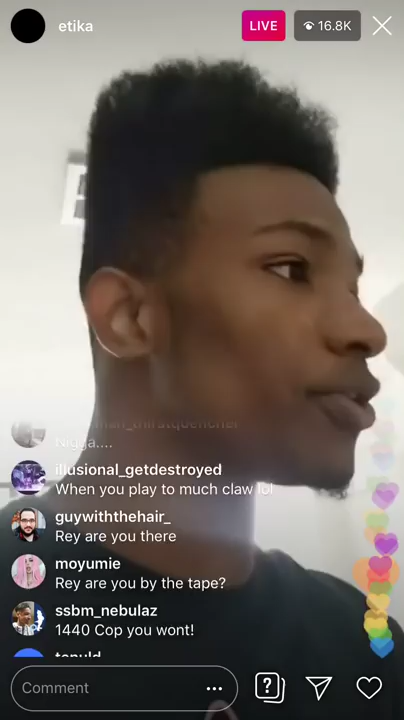 etika
LIVE
16.8K
Nigga....
illusional_getdestroyed
When you play to much claw lol
guywiththehair_
Rey are you there
moyumie
Rey are you by the tape?
ssbm_nebulaz
1440 Cop you wont!
Comment